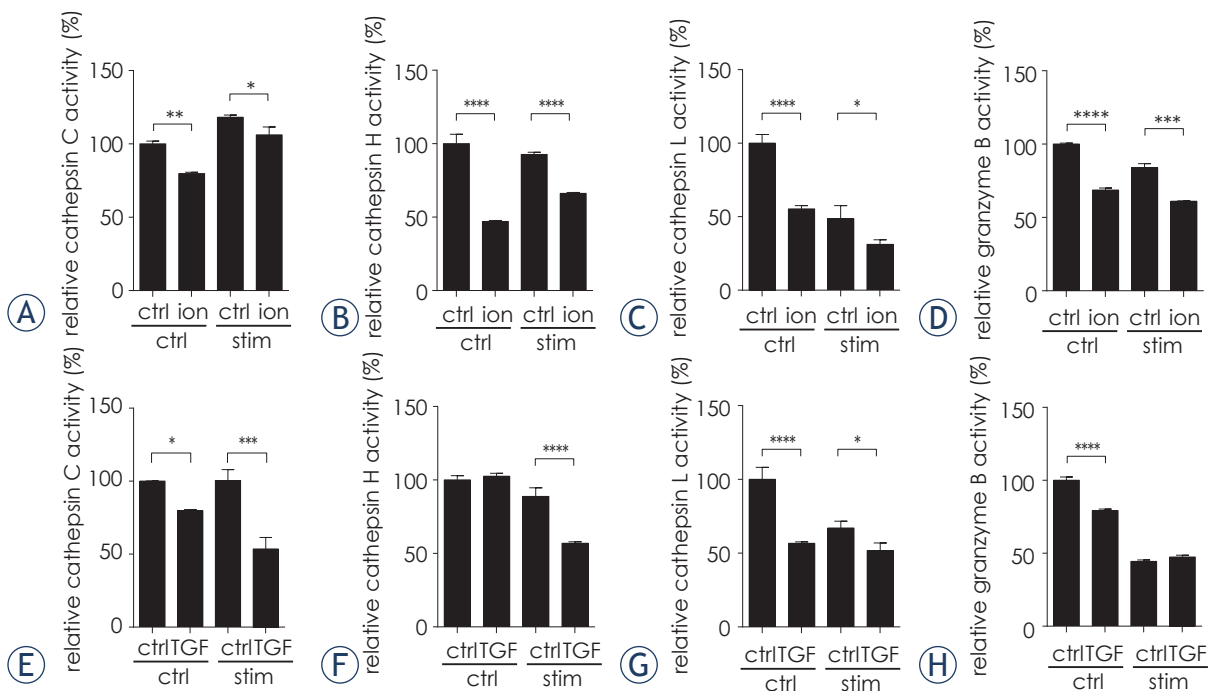 relative cathepsin C activity (%)
150
100
50
0
**
*
ctrl ion ctrl ion
ctrl stim
A
relative cathepsin H activity (%)
150
100
50
0
**** ****
ctrl ion ctrl ion
ctrl stim
B
relative cathepsin L activity (%)
150
100
50
0
**** *
ctrl ion ctrl ion
ctrl stim
C
relative granzyme B activity (%)
150
100
50
0
**** ***
ctrl ion ctrl ion
ctrl stim
D
relative cathepsin C activity (%)
150
100
50
0
* ***
ctrlTGF ctrlTGF
ctrl stim
E
relative cathepsin H activity (%)
150
100
50
0
****
ctrlTGF ctrlTGF
ctrl stim
F
relative cathepsin L activity (%)
150
100
50
0
**** *
ctrlTGF ctrlTGF
ctrl stim
G
relative granzyme B activity (%)
150
100
50
0
****
ctrlTGF ctrlTGF
ctrl stim
H